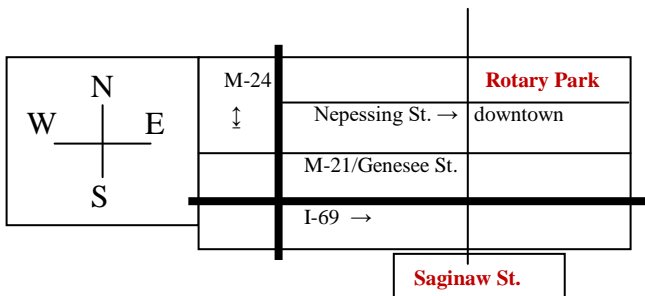 N
W E
S
M-24
↕
Rotary Park
Nepessing St. → downtown
M-21/Genesee St.
I-69 →
Saginaw St.